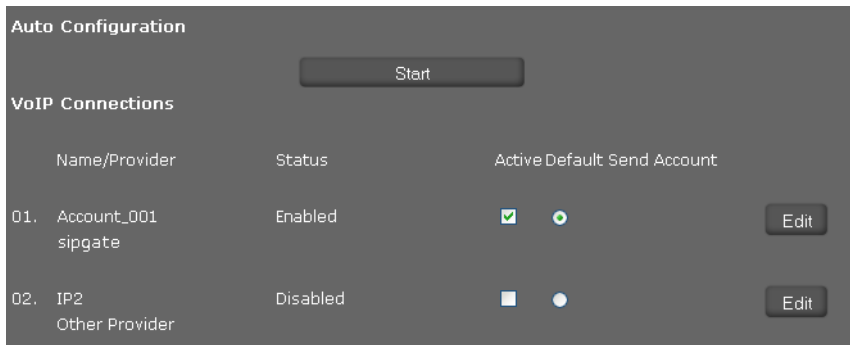 Auto Configuration
Start
VoIP Connections
Name/Provider Status Active Default Send Account
01. Account_001 Enabled Edit
sipgate
02. IP2 Disabled Edit
Other Provider